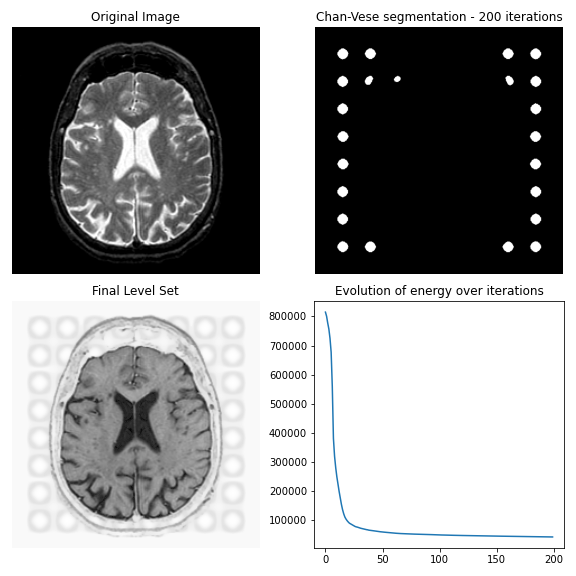 Original Image
Chan-Vese segmentation - 200 iterations
Final Level Set
Evolution of energy over iterations
800000
700000
600000
500000
400000
300000
200000
100000
0 50 100 150 200